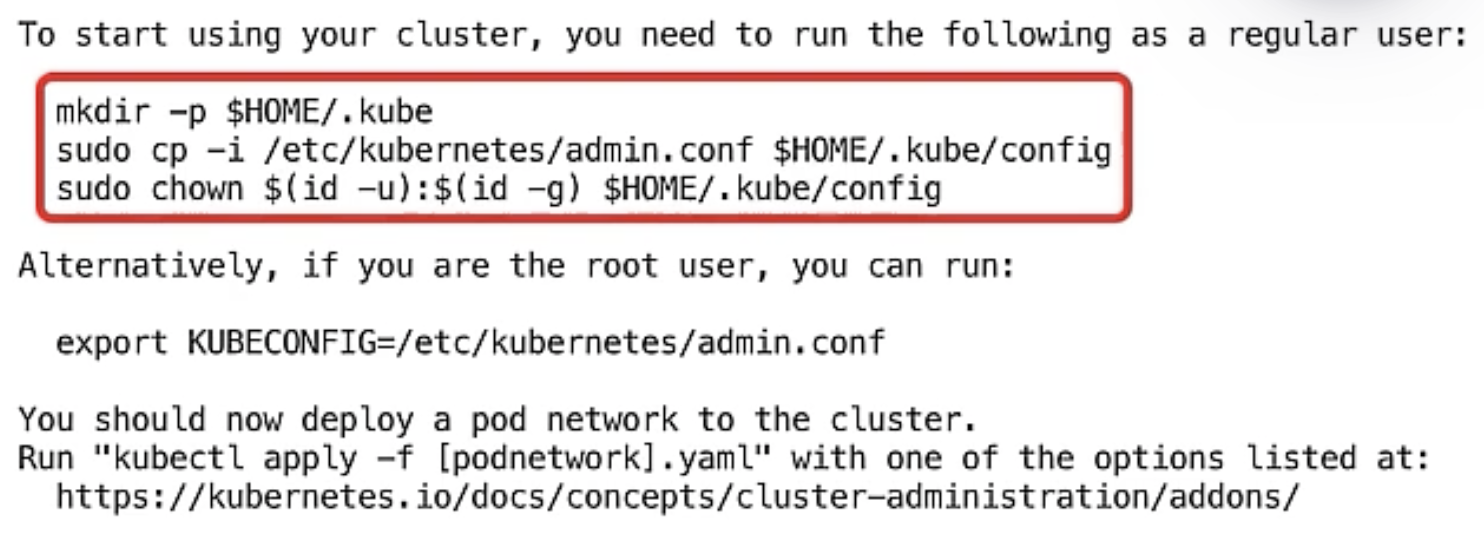 To start using your cluster, you need to run the following as a regular user:
mkdir -p $HOME/.kube
sudo cp -i /etc/kubernetes/admin.conf $HOME/.kube/config
sudo chown $(id -u):$(id -g) $HOME/.kube/config
Alternatively, if you are the root user, you can run:
export KUBECONFIG=/etc/kubernetes/admin.conf
You should now deploy a pod network to the cluster.
Run "kubectl apply -f [podnetwork].yaml" with one of the options listed at:
https://kubernetes.io/docs/concepts/cluster-administration/addons/